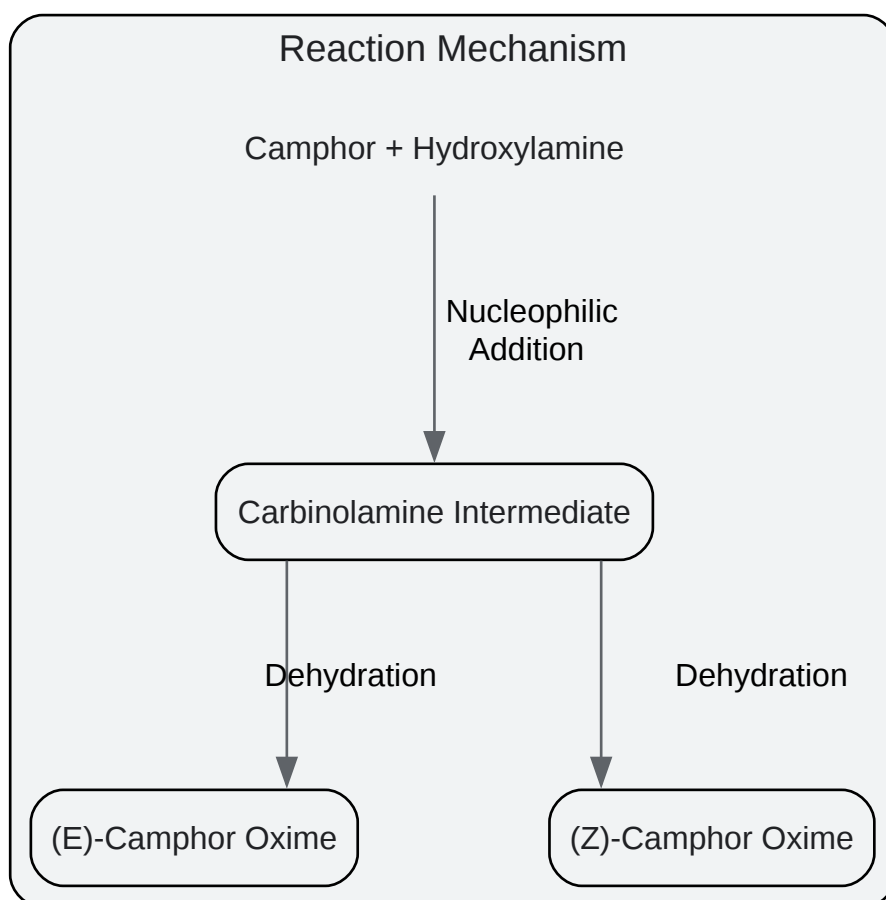 Reaction Mechanism
Camphor + Hydroxylamine
Nucleophilic
Addition
Carbinolamine Intermediate
Dehydration
Dehydration
(E)-Camphor Oxime
(Z)-Camphor Oxime